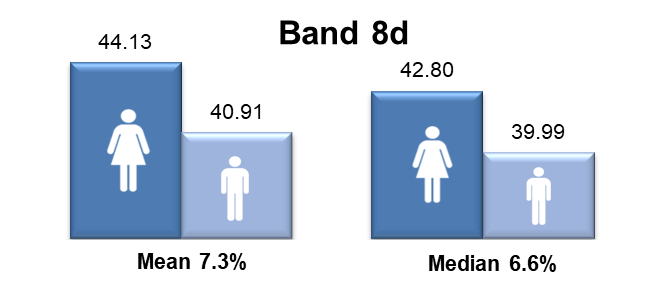 Band 8d
44.13
40.91
42.80
39.99
Mean 7.3%
Median 6.6%